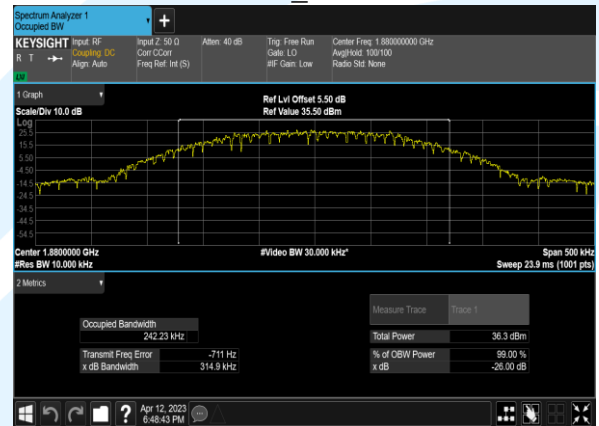 Spectrum Analyzer 1
Occupied BW
+
KEYSIGHT
R T
LV
Input: RF
Coupling: DC
Align: Auto
Input Z: 50 Ω
Corr CCorr
Freq Ref: Int (S)
Atten: 40 dB
Trig: Free Run
Gate: LO
#IF Gain: Low
Center Freq: 1.880000000 GHz
Avg|Hold: 100/100
Radio Std: None
1 Graph
Scale/Div 10.0 dB
Ref Lvl Offset 5.50 dB
Ref Value 35.50 dBm
Log
25.5
15.5
5.50
-4.50
-14.5
-24.5
-34.5
-44.5
-54.5
Center 1.8800000 GHz
#Res BW 10.000 kHz
#Video BW 30.000 kHz*
Span 500 kHz
Sweep 23.9 ms (1001 pts)
2 Metrics
Occupied Bandwidth
242.23 kHz
Transmit Freq Error -711 Hz
x dB Bandwidth 314.9 kHz
Measure Trace Trace 1
Total Power 36.3 dBm
% of OBW Power 99.00 %
x dB -26.00 dB
?
Apr 12, 2023
6:48:43 PM